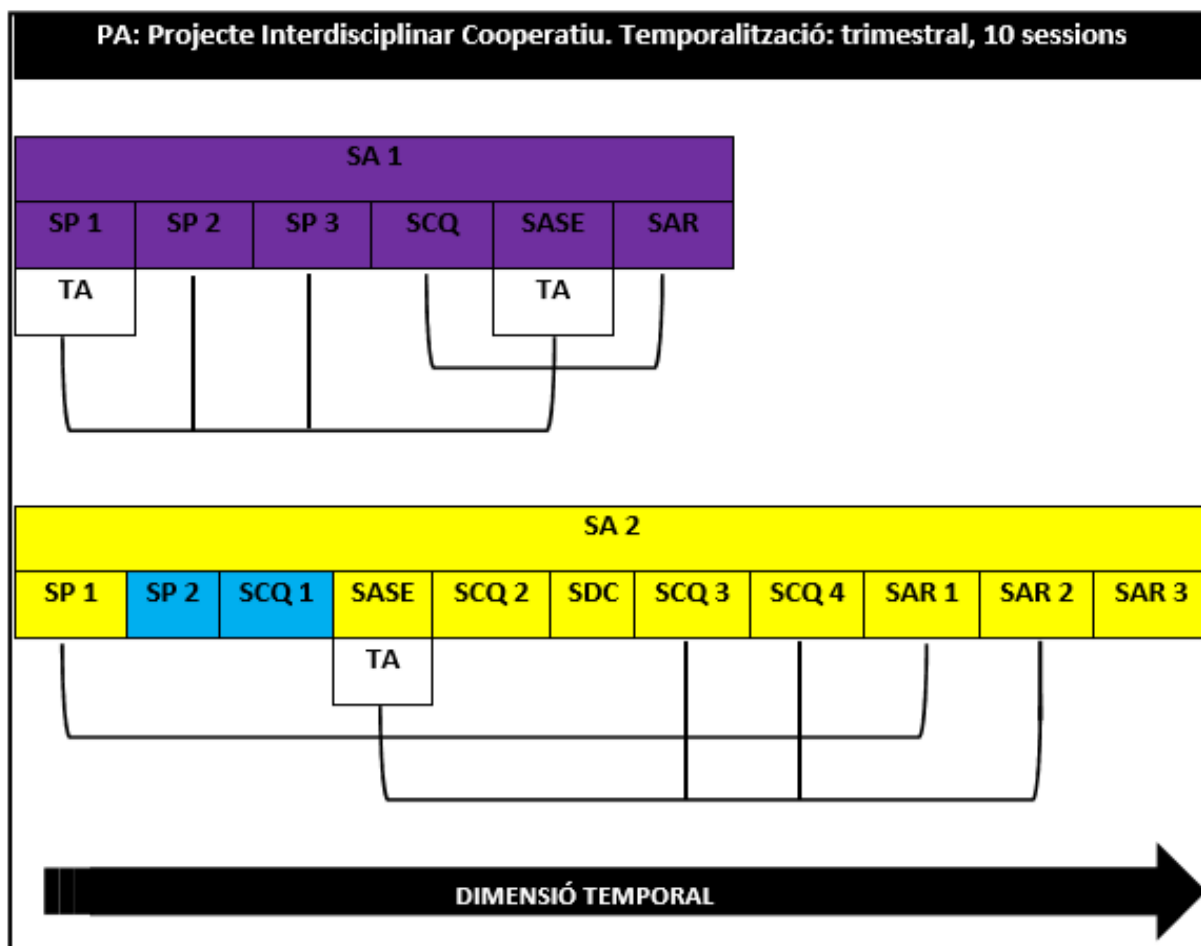 PA: Projecte Interdisciplinar Cooperatiu. Temporalització: trimestral, 10 sessions
SA 1
SP 1 SP 2 SP 3 SCQ SASE SAR
TA TA
SA 2
SP 1 SP 2 SCQ 1 SASE SCQ 2 SDC SCQ 3 SCQ 4 SAR 1 SAR 2 SAR 3
TA
DIMENSIÓ TEMPORAL